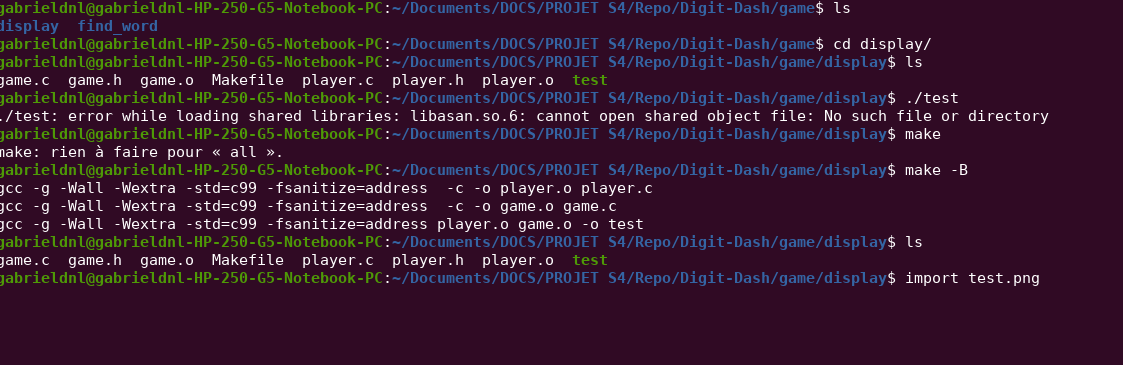 gabrieldnl@gabrieldnl-HP-250-G5-Notebook-PC:~/Documents/DOCS/PROJET S4/Repo/Digit-Dash/game$ ls
display  find_word
gabrieldnl@gabrieldnl-HP-250-G5-Notebook-PC:~/Documents/DOCS/PROJET S4/Repo/Digit-Dash/game$ cd display/
gabrieldnl@gabrieldnl-HP-250-G5-Notebook-PC:~/Documents/DOCS/PROJET S4/Repo/Digit-Dash/game/display$ ls
game.c  game.h  game.o  Makefile  player.c  player.h  player.o  test
gabrieldnl@gabrieldnl-HP-250-G5-Notebook-PC:~/Documents/DOCS/PROJET S4/Repo/Digit-Dash/game/display$ ./test
./test: error while loading shared libraries: libasan.so.6: cannot open shared object file: No such file or directory
gabrieldnl@gabrieldnl-HP-250-G5-Notebook-PC:~/Documents/DOCS/PROJET S4/Repo/Digit-Dash/game/display$ make
make: rien à faire pour « all ».
gabrieldnl@gabrieldnl-HP-250-G5-Notebook-PC:~/Documents/DOCS/PROJET S4/Repo/Digit-Dash/game/display$ make -B
gcc -g -Wall -Wextra -std=c99 -fsanitize=address  -c -o player.o player.c
gcc -g -Wall -Wextra -std=c99 -fsanitize=address  -c -o game.o game.c
gcc -g -Wall -Wextra -std=c99 -fsanitize=address player.o game.o -o test
gabrieldnl@gabrieldnl-HP-250-G5-Notebook-PC:~/Documents/DOCS/PROJET S4/Repo/Digit-Dash/game/display$ ls
game.c  game.h  game.o  Makefile  player.c  player.h  player.o  test
gabrieldnl@gabrieldnl-HP-250-G5-Notebook-PC:~/Documents/DOCS/PROJET S4/Repo/Digit-Dash/game/display$ import test.png